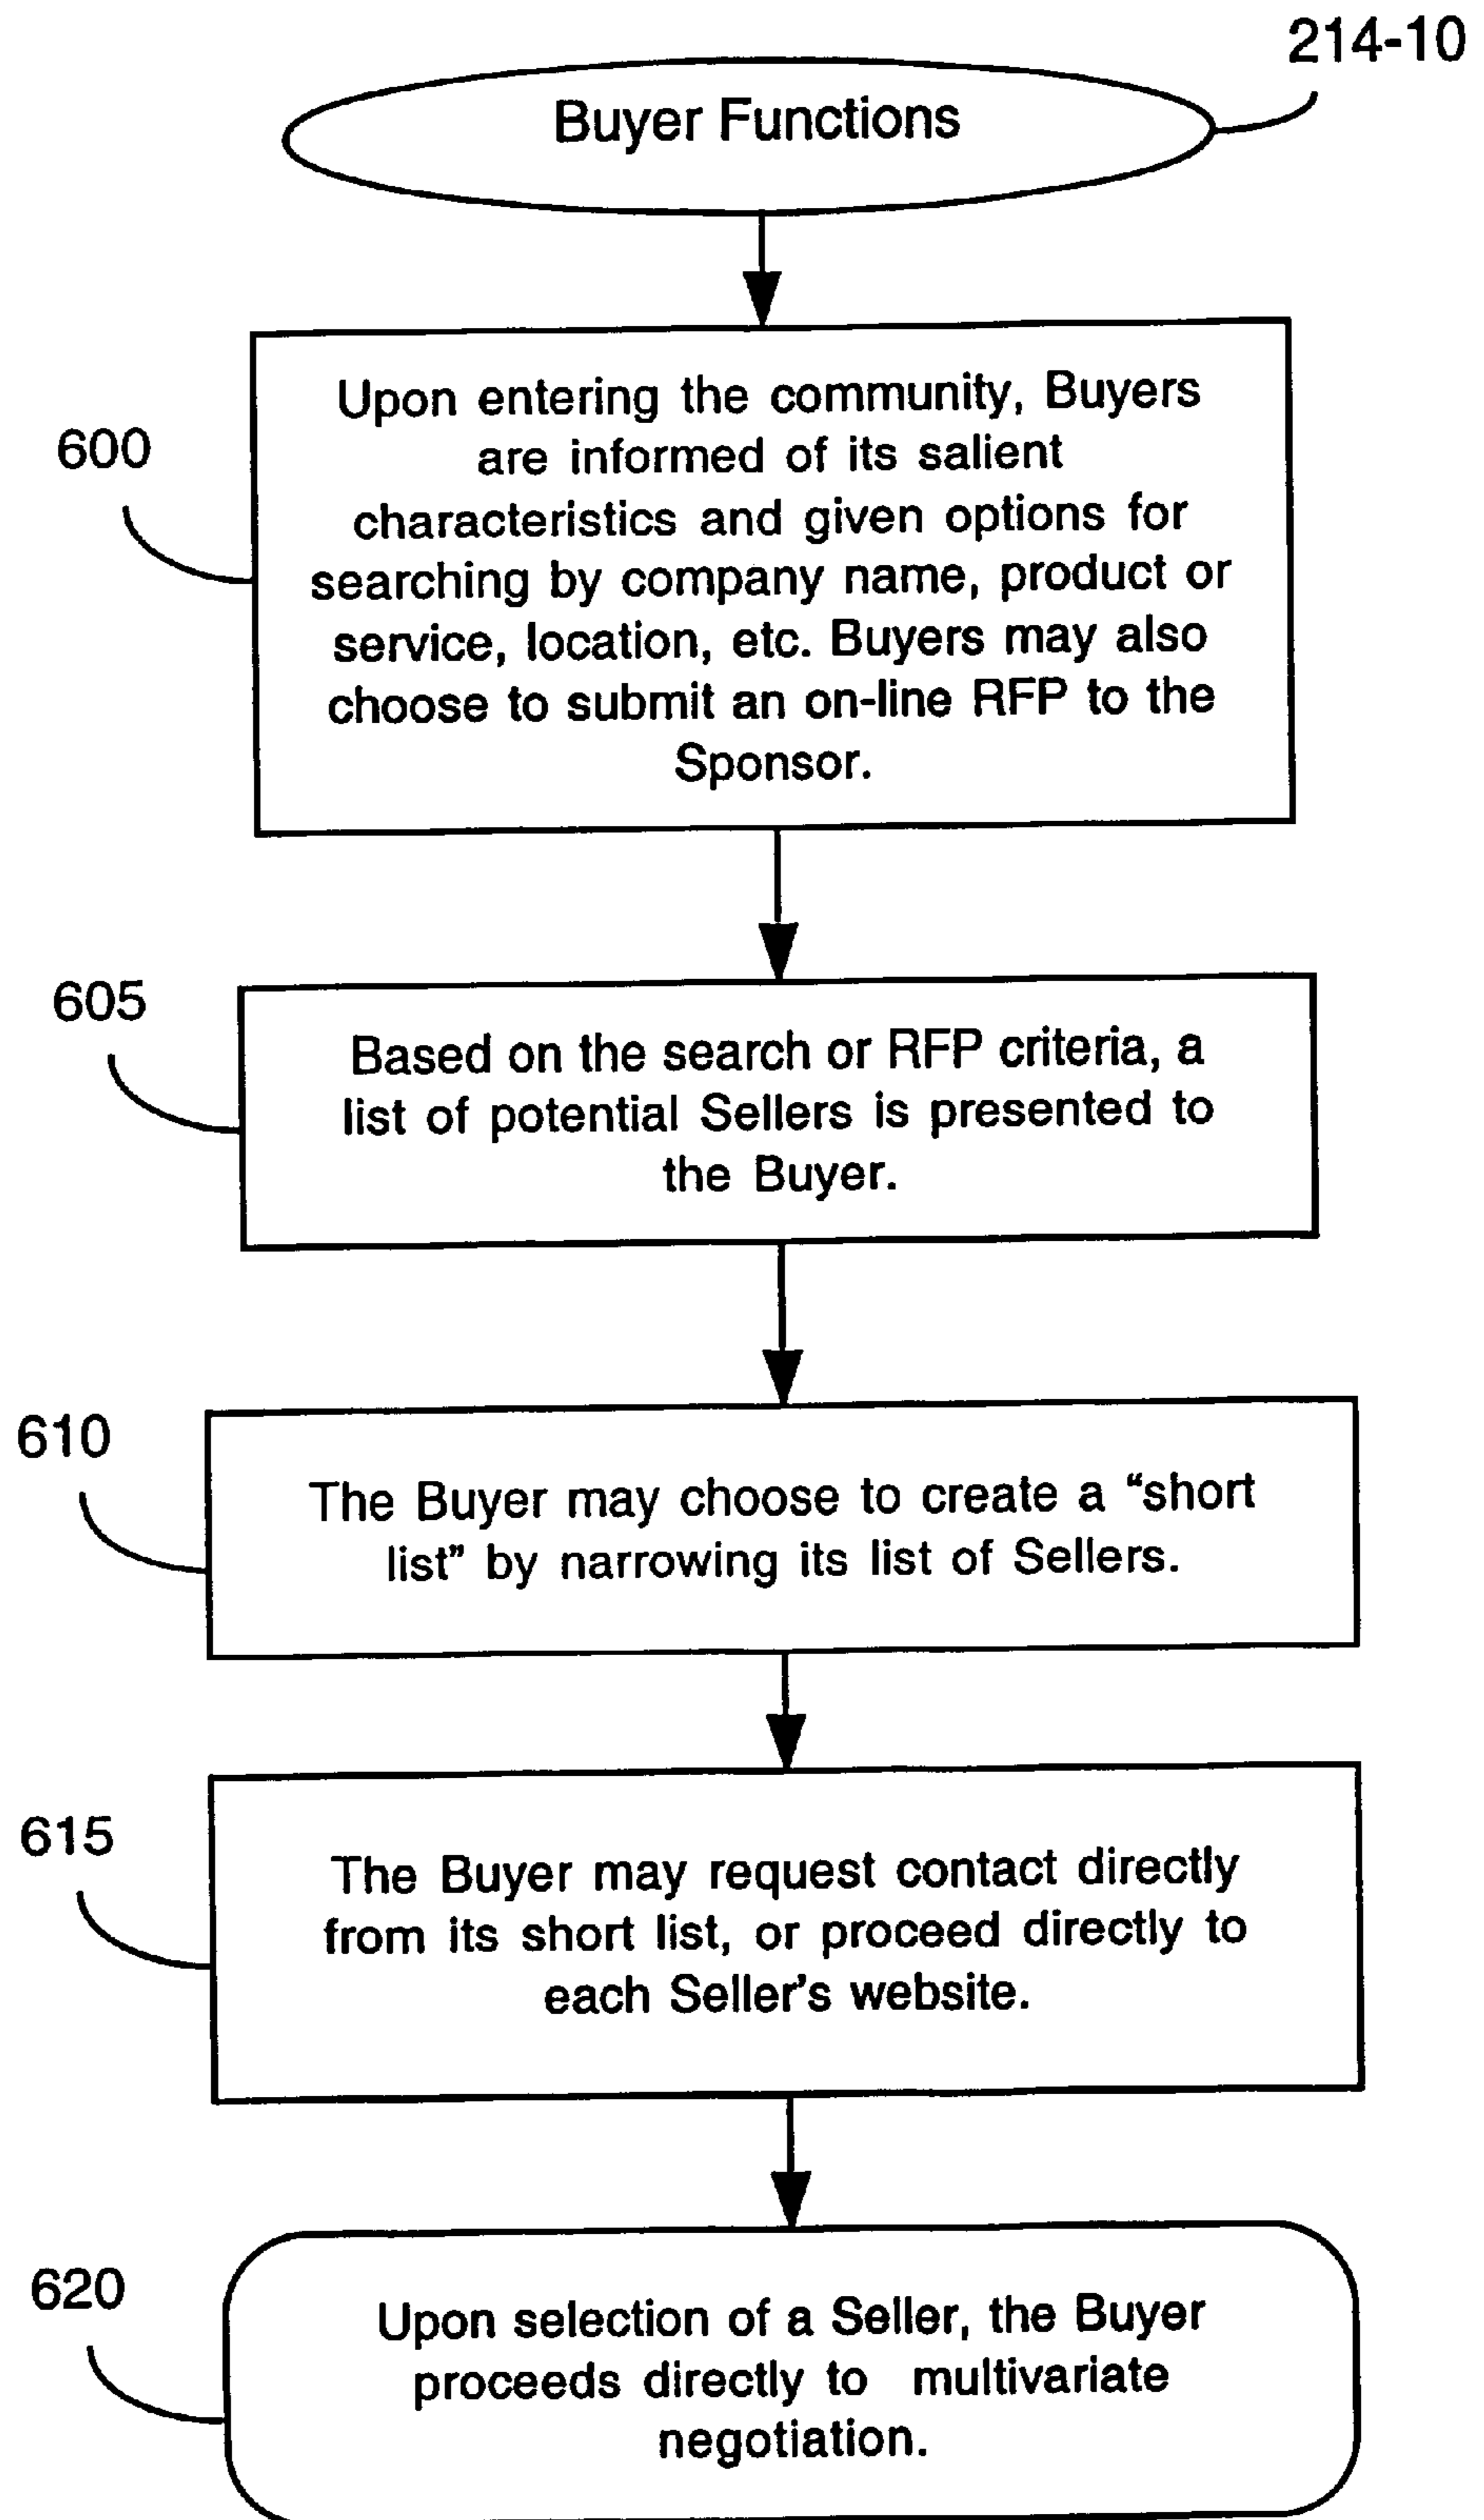 214-10
Buyer Functions
600
Upon entering the community, Buyers
are informed of its salient
characteristics and given options for
searching by company name, product or
service, location, etc. Buyers may also
choose to submit an on-line RFP to the
Sponsor.
605
Based on the search or RFP criteria, a
list of potential Sellers is presented to
the Buyer.
610
The Buyer may choose to create a “short
list” by narrowing its list of Sellers.
615
The Buyer may request contact directly
from its short list, or proceed directly to
each Seller’s website.
620
Upon selection of a Seller, the Buyer
proceeds directly to multivariate
negotiation.